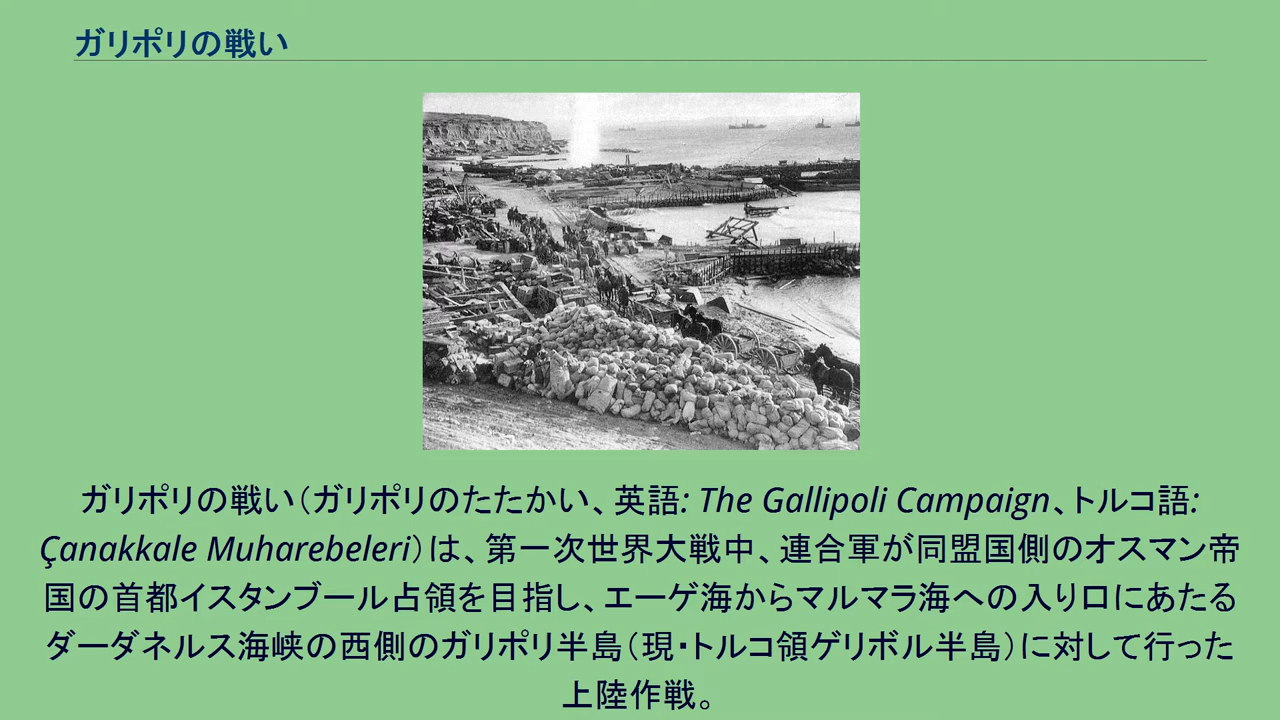 ガリポリの戦い
ガリポリの戦い（ガリポリのたたかい、英語: The Gallipoli Campaign、トルコ語:
Çanakkale Muharebeleri）は、第一次世界大戦中、連合軍が同盟国側のオスマン帝
国の首都イスタンブール占領を目指し、エーゲ海からマルマラ海への入り口にあたる
ダーダネルス海峡の西側のガリポリ半島（現・トルコ領ゲリボル半島）に対して行った
上陸作戦。